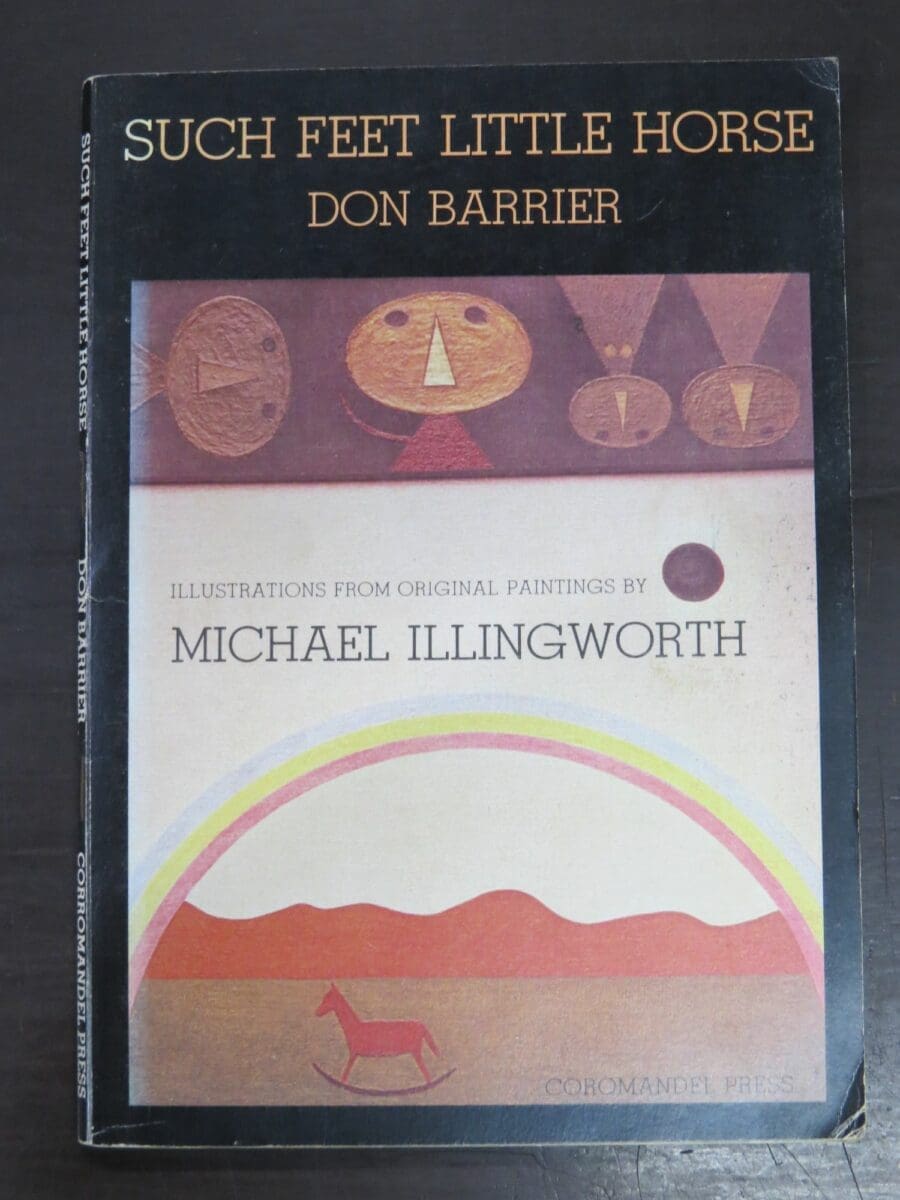 SUCH FEET LITTLE HORSE
DON BARRIER
ILLUSTRATIONS FROM ORIGINAL PAINTINGS BY
MICHAEL ILLINGWORTH
COROMANDEL PRESS
SUCH FEET LITTLE HORSE
DON BARRIER
CORROMANDEL PRESS